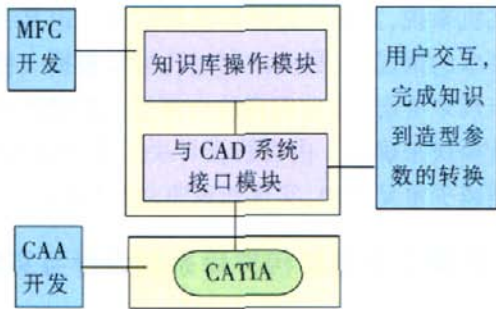 MFC
开发
知识库操作模块
与 CAD 系统
接口模块
用户交互,
完成知识
到造型参
数的转换
CAA
开发
CATIA